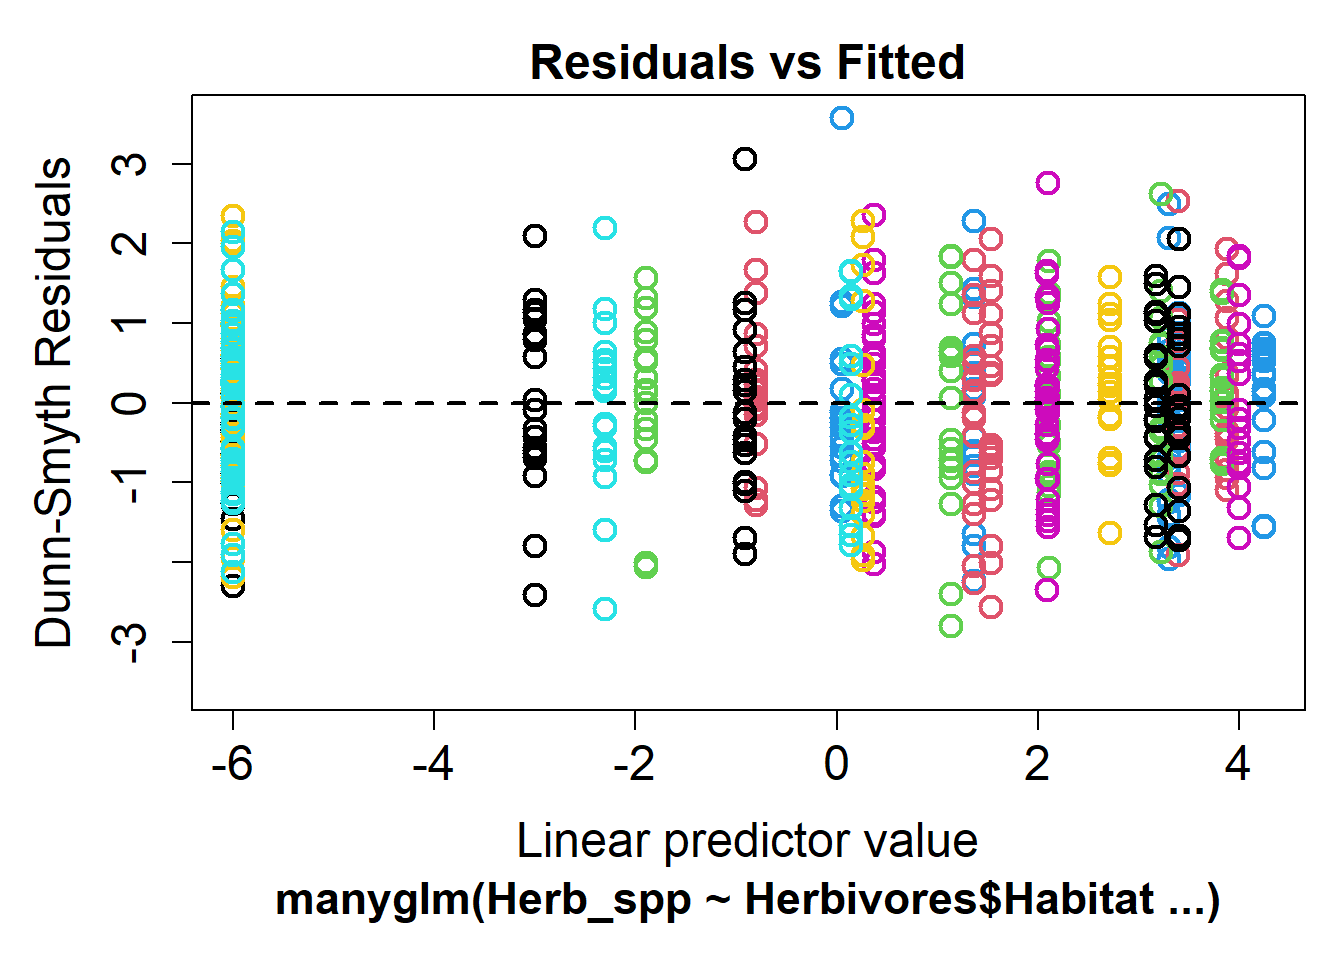 Residuals vs Fitted
Dunn-Smyth Residuals
3
2
1
0
-1
-3
-6 -4 -2 0 2 4
Linear predictor value
manyglm(Herb_spp ~ Herbivores$Habitat ...)